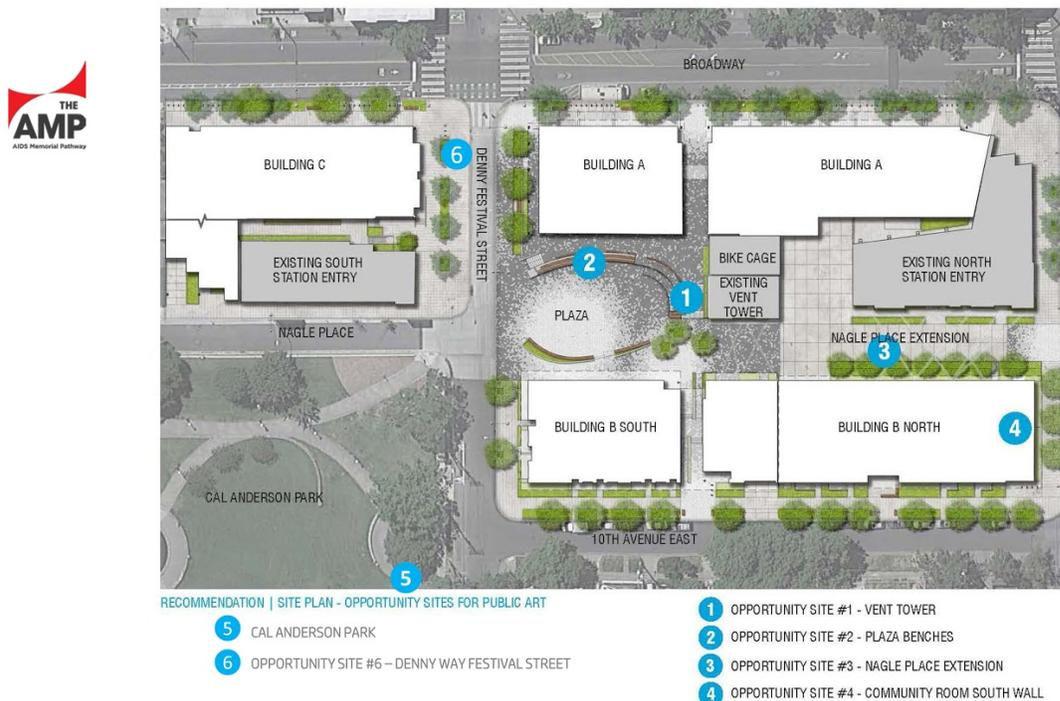 THE
AMP
AIDS Memorial Pathway
BROADWAY
BUILDING C
6
DENNY FESTIVAL STREET
BUILDING A
BUILDING A
EXISTING SOUTH
STATION ENTRY
2
BIKE CAGE
EXISTING
VENT
TOWER
1
EXISTING NORTH
STATION ENTRY
PLAZA
NAGLE PLACE
NAGLE PLACE EXTENSION
3
BUILDING B SOUTH
BUILDING B NORTH
4
CAL ANDERSON PARK
10TH AVENUE EAST
5
RECOMMENDATION | SITE PLAN - OPPORTUNITY SITES FOR PUBLIC ART
5 CAL ANDERSON PARK
6 OPPORTUNITY SITE #6 – DENNY WAY FESTIVAL STREET
1 OPPORTUNITY SITE #1 - VENT TOWER
2 OPPORTUNITY SITE #2 - PLAZA BENCHES
3 OPPORTUNITY SITE #3 - NAGLE PLACE EXTENSION
4 OPPORTUNITY SITE #4 - COMMUNITY ROOM SOUTH WALL